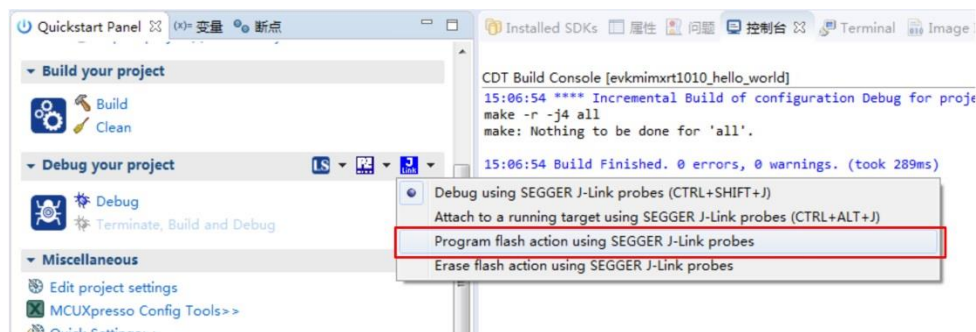 Quickstart Panel (x)= 变量 断点
Installed SDKs 属性 问题 控制台 Terminal Image
Build your project
Build
Clean
Debug your project LS Link
Debug
Terminate, Build and Debug
Miscellaneous
Edit project settings
MCUXpresso Config Tools>>
CDT Build Console [evkmimxrt1010_hello_world]
15:06:54 **** Incremental Build of configuration Debug for proje
make -r -j4 all
make: Nothing to be done for 'all'.
15:06:54 Build Finished. 0 errors, 0 warnings. (took 289ms)
Debug using SEGGER J-Link probes (CTRL+SHIFT+J)
Attach to a running target using SEGGER J-Link probes (CTRL+ALT+J)
Program flash action using SEGGER J-Link probes
Erase flash action using SEGGER J-Link probes